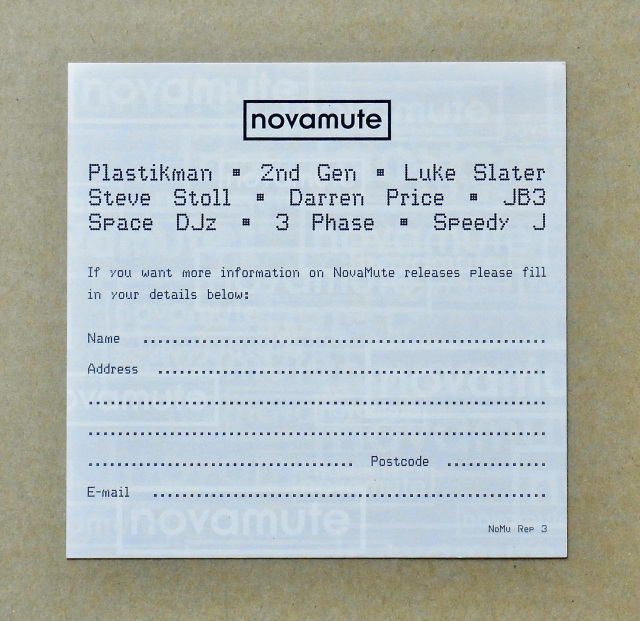 novamute
Plastikman ▪ 2nd Gen ▪ Luke Slater
Steve Stoll ▪ Darren Price ▪ JB3
Space DJz ▪ 3 Phase ▪ Speedy J
If you want more information on NovaMute releases please fill
in your details below:
Name ................................................
Address ................................................
................................................
................................................
................................ Postcode ............
E-mail ................................................
NoMu Rep 3
novamute